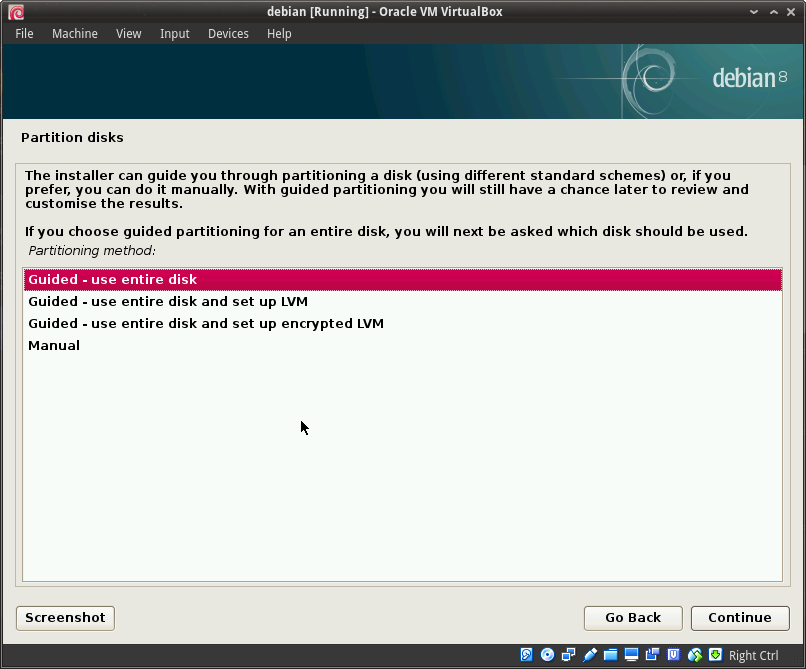 debian [Running] - Oracle VM VirtualBox
File Machine View Input Devices Help
debian 8
Partition disks
The installer can guide you through partitioning a disk (using different standard schemes) or, if you
prefer, you can do it manually. With guided partitioning you will still have a chance later to review and
customise the results.
If you choose guided partitioning for an entire disk, you will next be asked which disk should be used.
Partitioning method:
Guided - use entire disk
Guided - use entire disk and set up LVM
Guided - use entire disk and set up encrypted LVM
Manual
Screenshot Go Back Continue
Right Ctrl